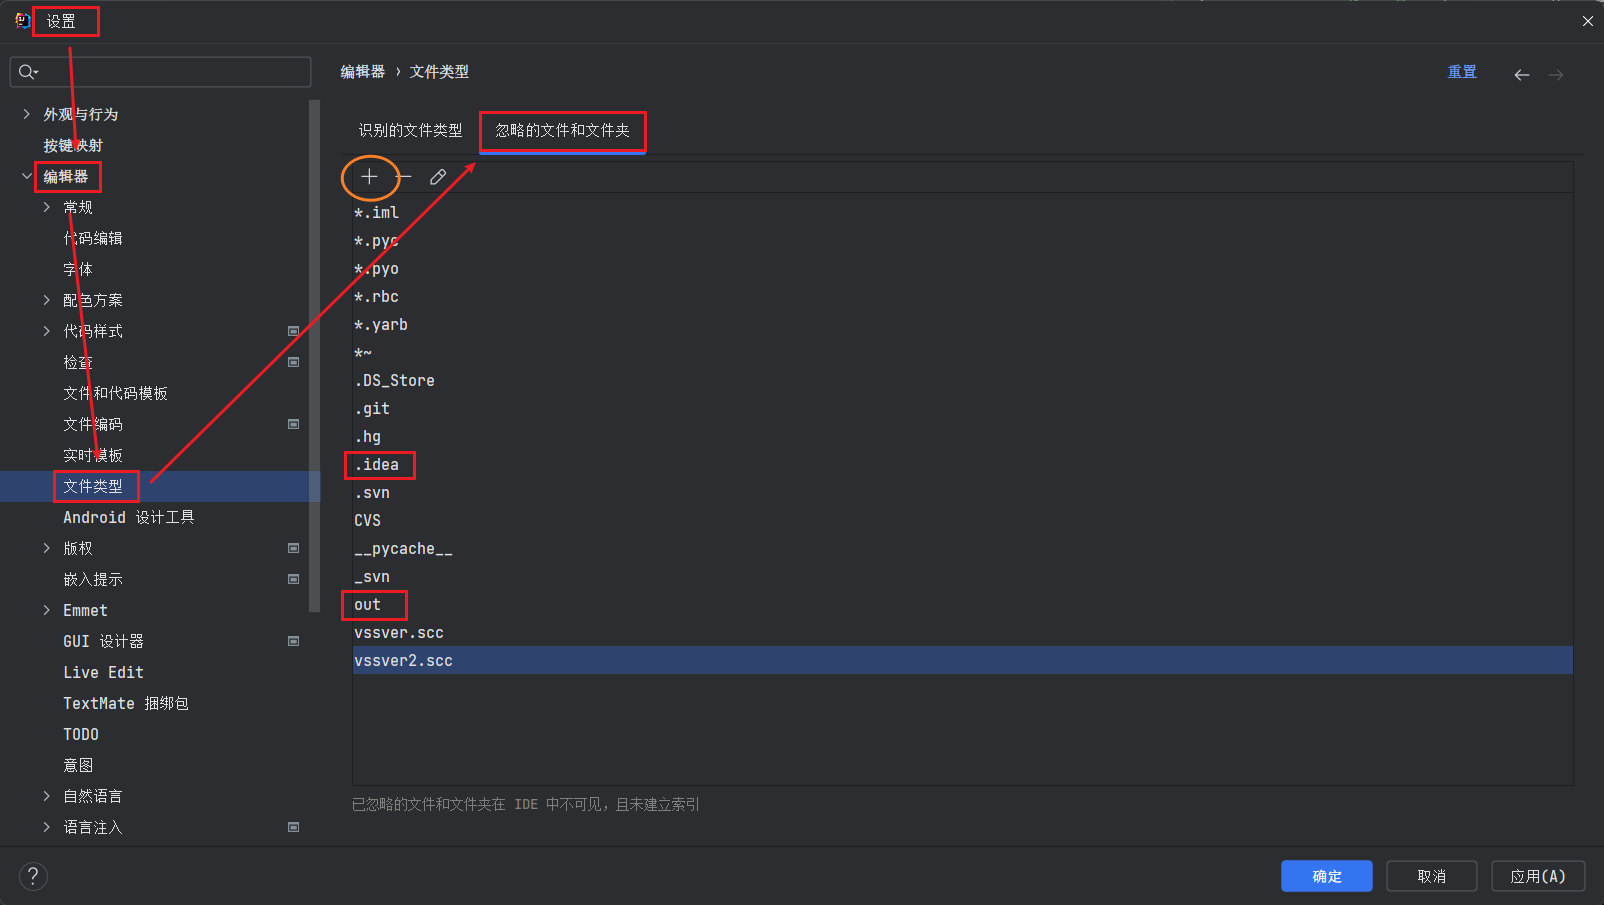 设置
编辑器 › 文件类型
重置
外观与行为
按键映射
编辑器
常规
代码编辑
字体
配色方案
代码样式
检查
文件和代码模板
文件编码
实时模板
文件类型
Android 设计工具
版权
嵌入提示
Emmet
GUI 设计器
Live Edit
TextMate 捆绑包
TODO
意图
自然语言
语言注入
识别的文件类型
忽略的文件和文件夹
*.iml
*.pyc
*.pyo
*.rbc
*.yarb
*~
.DS_Store
.git
.hg
.idea
.svn
CVS
__pycache__
_svn
out
vssver.scc
vssver2.scc
已忽略的文件和文件夹在 IDE 中不可见，且未建立索引
?
确定
取消
应用(A)